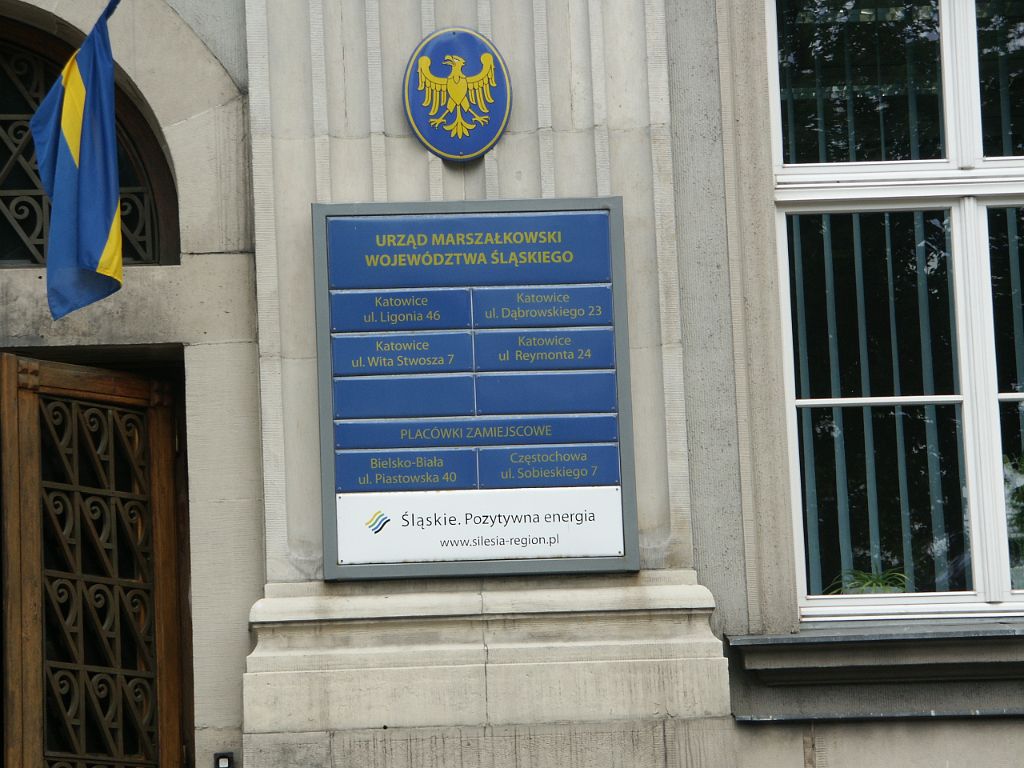 URZĄD MARSZAŁKOWSKI
WOJEWÓDZTWA ŚLĄSKIEGO
Katowice
ul. Ligonia 46
Katowice
ul. Dąbrowskiego 23
Katowice
ul. Wita Stwosza 7
Katowice
ul Reymonta 24
PLACÓWKI ZAMIEJSCOWE
Bielsko-Biała
ul. Piastowska 40
Częstochowa
ul. Sobieskiego 7
Śląskie. Pozytywna energia
www.silesia-region.pl